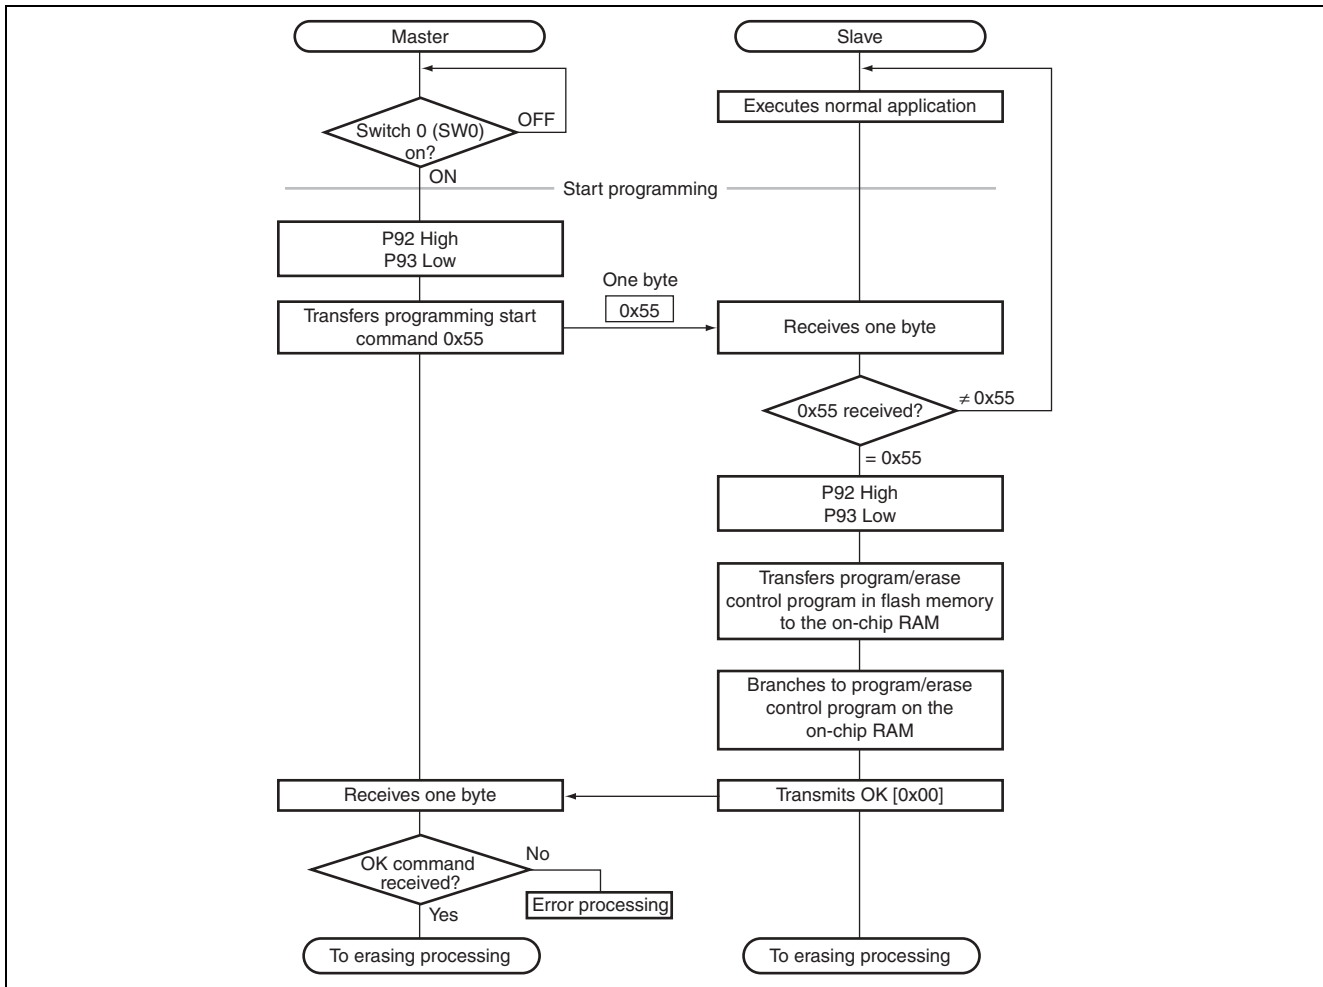 Master
Slave
Executes normal application
Switch 0 (SW0)
on?
OFF
ON
Start programming
P92 High
P93 Low
One byte
0x55
Transfers programming start
command 0x55
Receives one byte
0x55 received?
≠ 0x55
= 0x55
P92 High
P93 Low
Transfers program/erase
control program in flash memory
to the on-chip RAM
Branches to program/erase
control program on the
on-chip RAM
Receives one byte
Transmits OK [0x00]
OK command
received?
No
Error processing
Yes
To erasing processing
To erasing processing